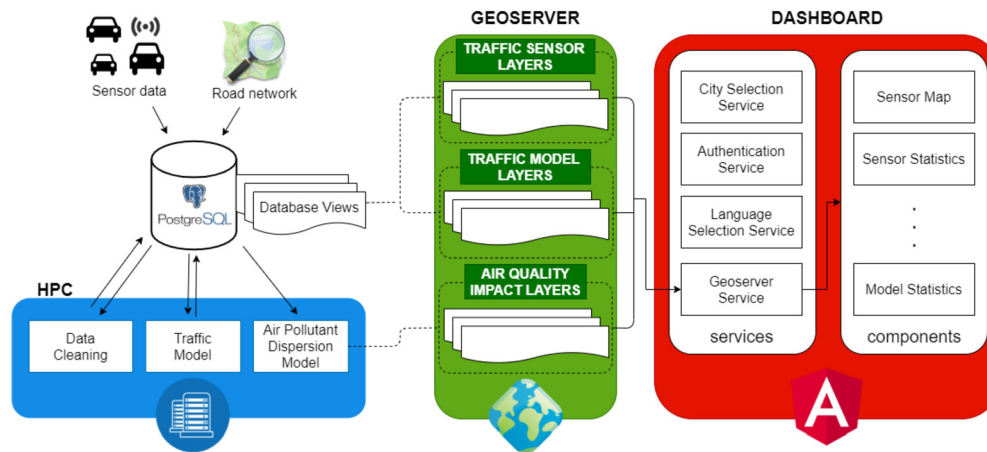 GEOSERVER
DASHBOARD
Sensor data
Road network
PostgreSQL
Database Views
HPC
Data
Cleaning
Traffic
Model
Air Pollutant
Dispersion
Model
TRAFFIC SENSOR
LAYERS
TRAFFIC MODEL
LAYERS
AIR QUALITY
IMPACT LAYERS
City Selection
Service
Authentication
Service
Language
Selection Service
Geoserver
Service
services
Sensor Map
Sensor Statistics
.
.
.
Model Statistics
components
A